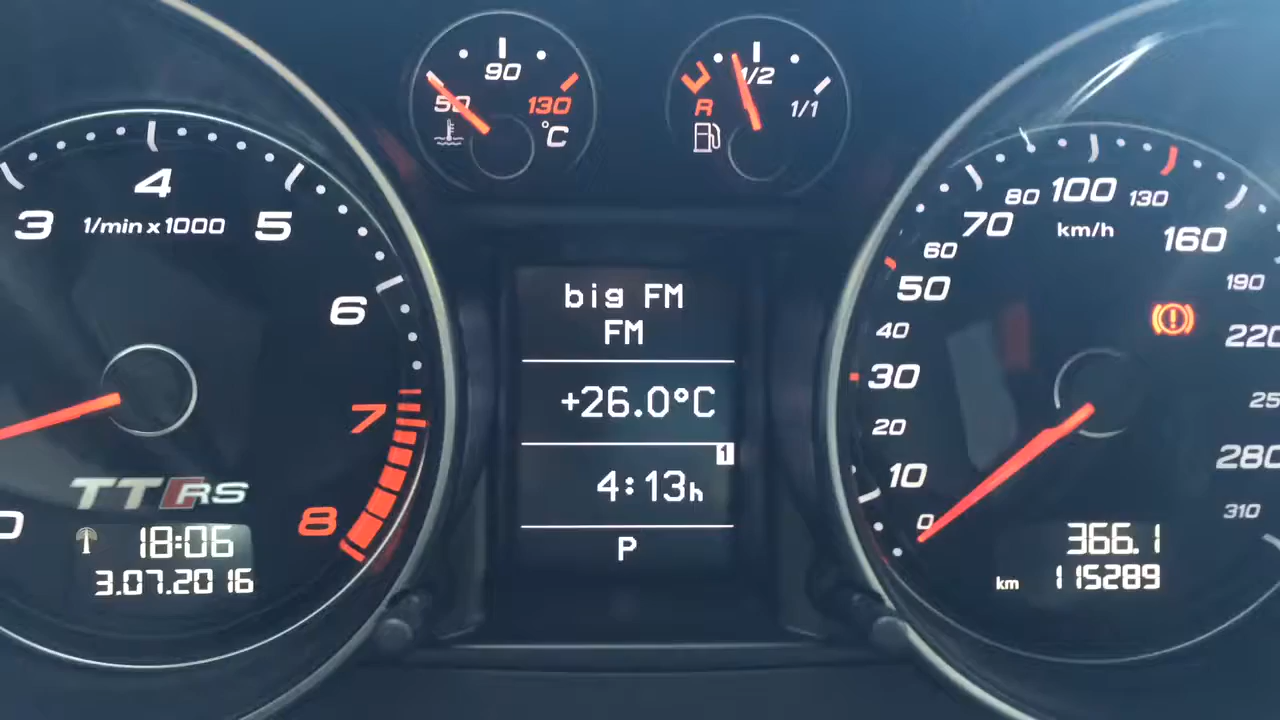 3 4 5 6 7 8
1/min x 1000
TTRS
0
18:06
3.07.2016
50 90 130 °C
R 1/2 1/1
big FM
FM
+26.0°C
1
4:13h
P
0 10 20 30 40 50 60 70 80 100 130 160 190 220 280 310
km/h
366.1
km 115289